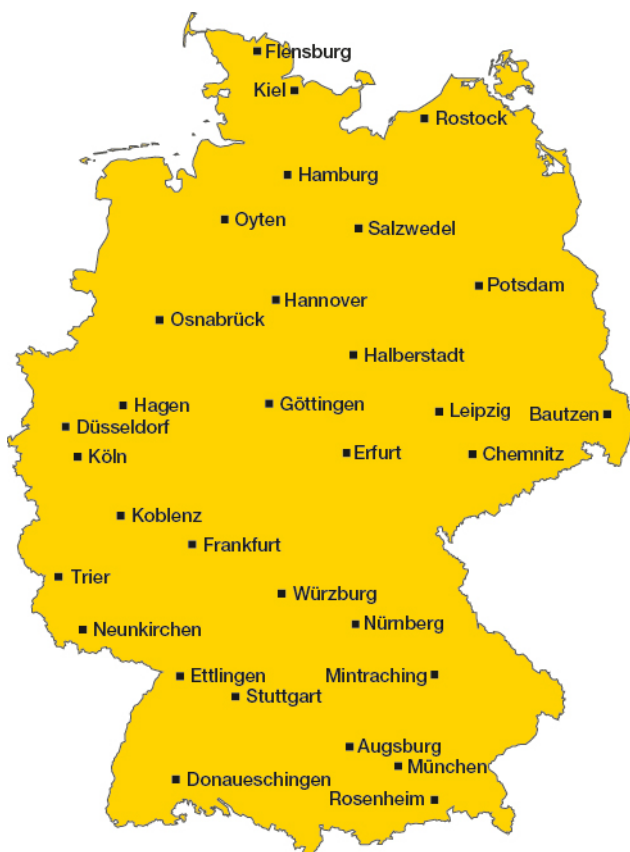 Flensburg
Kiel
Rostock
Hamburg
Oyten
Salzwedel
Potsdam
Hannover
Osnabrück
Halberstadt
Hagen
Göttingen
Leipzig
Bautzen
Düsseldorf
Köln
Erfurt
Chemnitz
Koblenz
Frankfurt
Trier
Würzburg
Nürnberg
Neunkirchen
Ettlingen
Mintraching
Stuttgart
Augsburg
München
Donaueschingen
Rosenheim